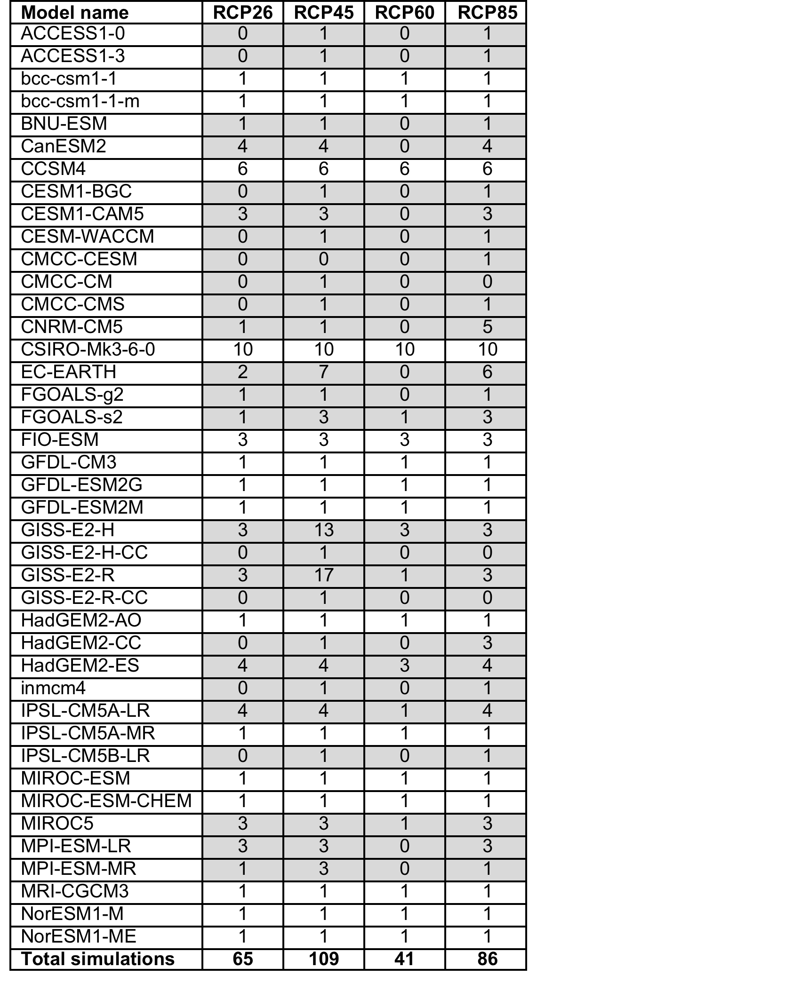 Model name RCP26 RCP45 RCP60 RCP85
ACCESS1-0 0 1 0 1
ACCESS1-3 0 1 0 1
bcc-csm1-1 1 1 1 1
bcc-csm1-1-m 1 1 1 1
BNU-ESM 1 1 0 1
CanESM2 4 4 0 4
CCSM4 6 6 6 6
CESM1-BGC 0 1 0 1
CESM1-CAM5 3 3 0 3
CESM-WACCM 0 1 0 1
CMCC-CESM 0 0 0 1
CMCC-CM 0 1 0 0
CMCC-CMS 0 1 0 1
CNRM-CM5 1 1 0 5
CSIRO-Mk3-6-0 10 10 10 10
EC-EARTH 2 7 0 6
FGOALS-g2 1 1 0 1
FGOALS-s2 1 3 1 3
FIO-ESM 3 3 3 3
GFDL-CM3 1 1 1 1
GFDL-ESM2G 1 1 1 1
GFDL-ESM2M 1 1 1 1
GISS-E2-H 3 13 3 3
GISS-E2-H-CC 0 1 0 0
GISS-E2-R 3 17 1 3
GISS-E2-R-CC 0 1 0 0
HadGEM2-AO 1 1 1 1
HadGEM2-CC 0 1 0 3
HadGEM2-ES 4 4 3 4
inmcm4 0 1 0 1
IPSL-CM5A-LR 4 4 1 4
IPSL-CM5A-MR 1 1 1 1
IPSL-CM5B-LR 0 1 0 1
MIROC-ESM 1 1 1 1
MIROC-ESM-CHEM 1 1 1 1
MIROC5 3 3 1 3
MPI-ESM-LR 3 3 0 3
MPI-ESM-MR 1 3 0 1
MRI-CGCM3 1 1 1 1
NorESM1-M 1 1 1 1
NorESM1-ME 1 1 1 1
Total simulations 65 109 41 86